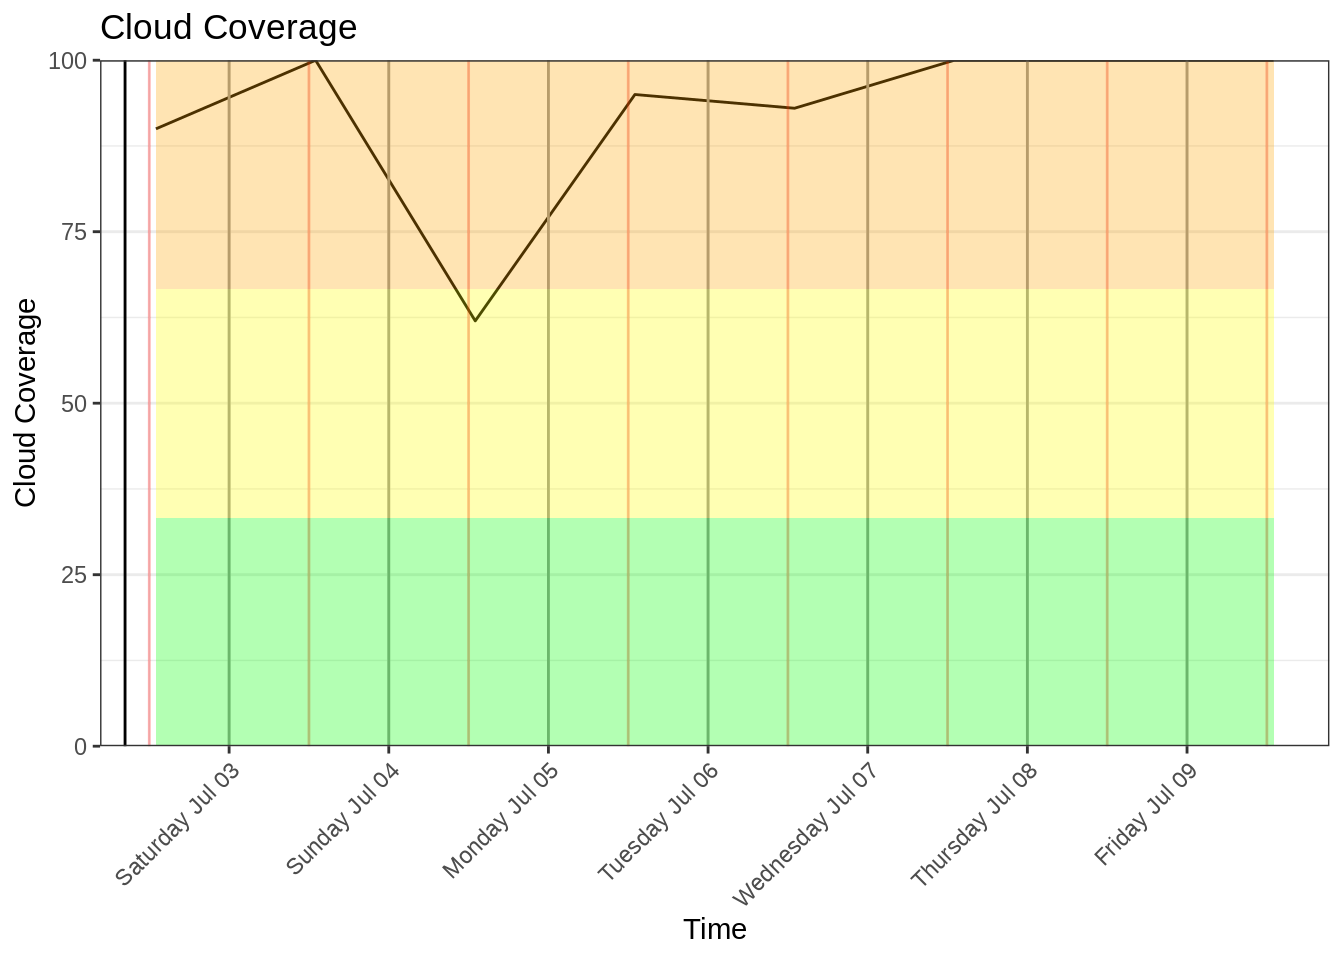 Cloud Coverage
100
75
50
25
0
Cloud Coverage
Saturday Jul 03
Sunday Jul 04
Monday Jul 05
Tuesday Jul 06
Wednesday Jul 07
Thursday Jul 08
Friday Jul 09
Time